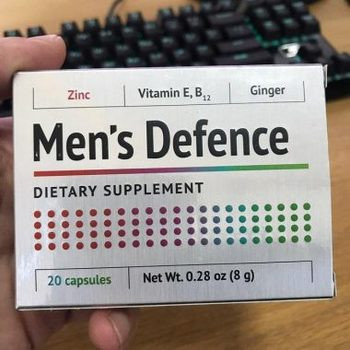 Zinc Vitamin E, B12 Ginger
Men's Defence
DIETARY SUPPLEMENT
20 capsules Net Wt. 0.28 oz (8 g)